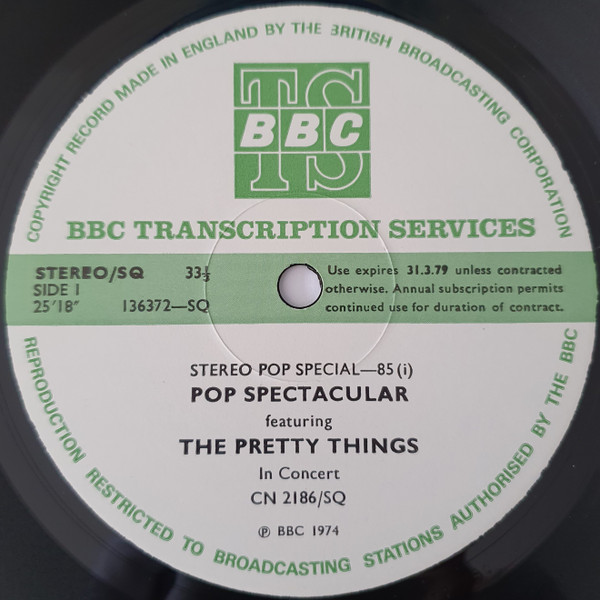 COPYRIGHT RECORD MADE IN ENGLAND BY THE BRITISH BROADCASTING CORPORATION
TS
BBC
BBC TRANSCRIPTION SERVICES
STEREO/SQ 33⅓
SIDE 1
25'18" 136372—SQ
Use expires 31.3.79 unless contracted
otherwise. Annual subscription permits
continued use for duration of contract.
STEREO POP SPECIAL—85 (i)
POP SPECTACULAR
featuring
THE PRETTY THINGS
In Concert
CN 2186/SQ
℗ BBC 1974
REPRODUCTION RESTRICTED TO BROADCASTING STATIONS AUTHORISED BY THE BBC